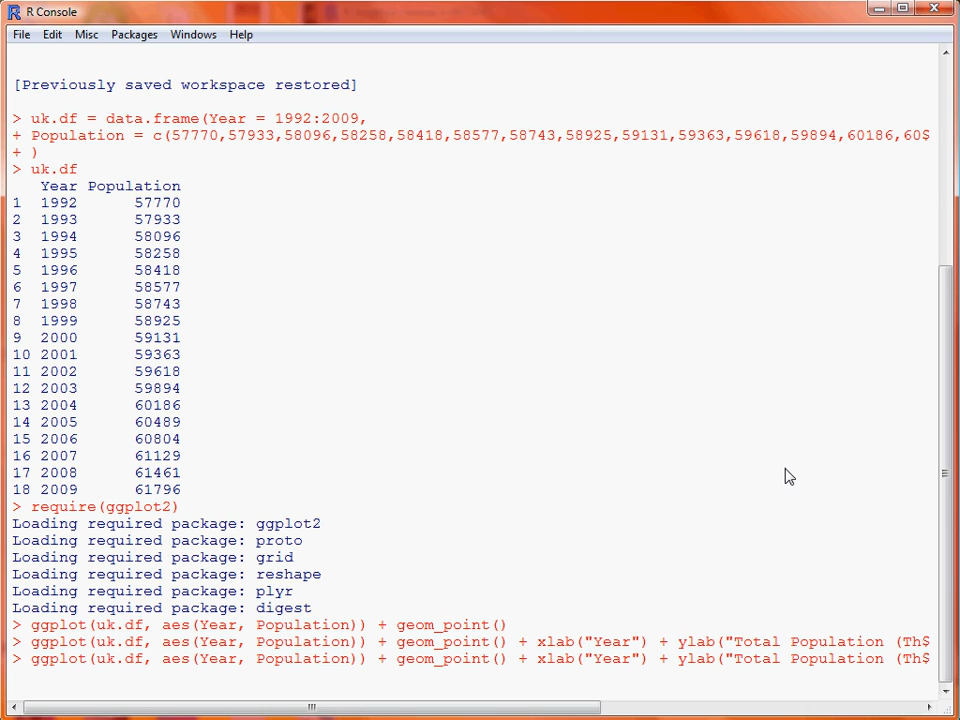 R Console
File Edit Misc Packages Windows Help
[Previously saved workspace restored]
> uk.df = data.frame(Year = 1992:2009,
+ Population = c(57770,57933,58096,58258,58418,58577,58743,58925,59131,59363,59618,59894,60186,60$
+ )
> uk.df
Year Population
1 1992 57770
2 1993 57933
3 1994 58096
4 1995 58258
5 1996 58418
6 1997 58577
7 1998 58743
8 1999 58925
9 2000 59131
10 2001 59363
11 2002 59618
12 2003 59894
13 2004 60186
14 2005 60489
15 2006 60804
16 2007 61129
17 2008 61461
18 2009 61796
> require(ggplot2)
Loading required package: ggplot2
Loading required package: proto
Loading required package: grid
Loading required package: reshape
Loading required package: plyr
Loading required package: digest
> ggplot(uk.df, aes(Year, Population)) + geom_point()
> ggplot(uk.df, aes(Year, Population)) + geom_point() + xlab("Year") + ylab("Total Population (Th$
> ggplot(uk.df, aes(Year, Population)) + geom_point() + xlab("Year") + ylab("Total Population (Th$